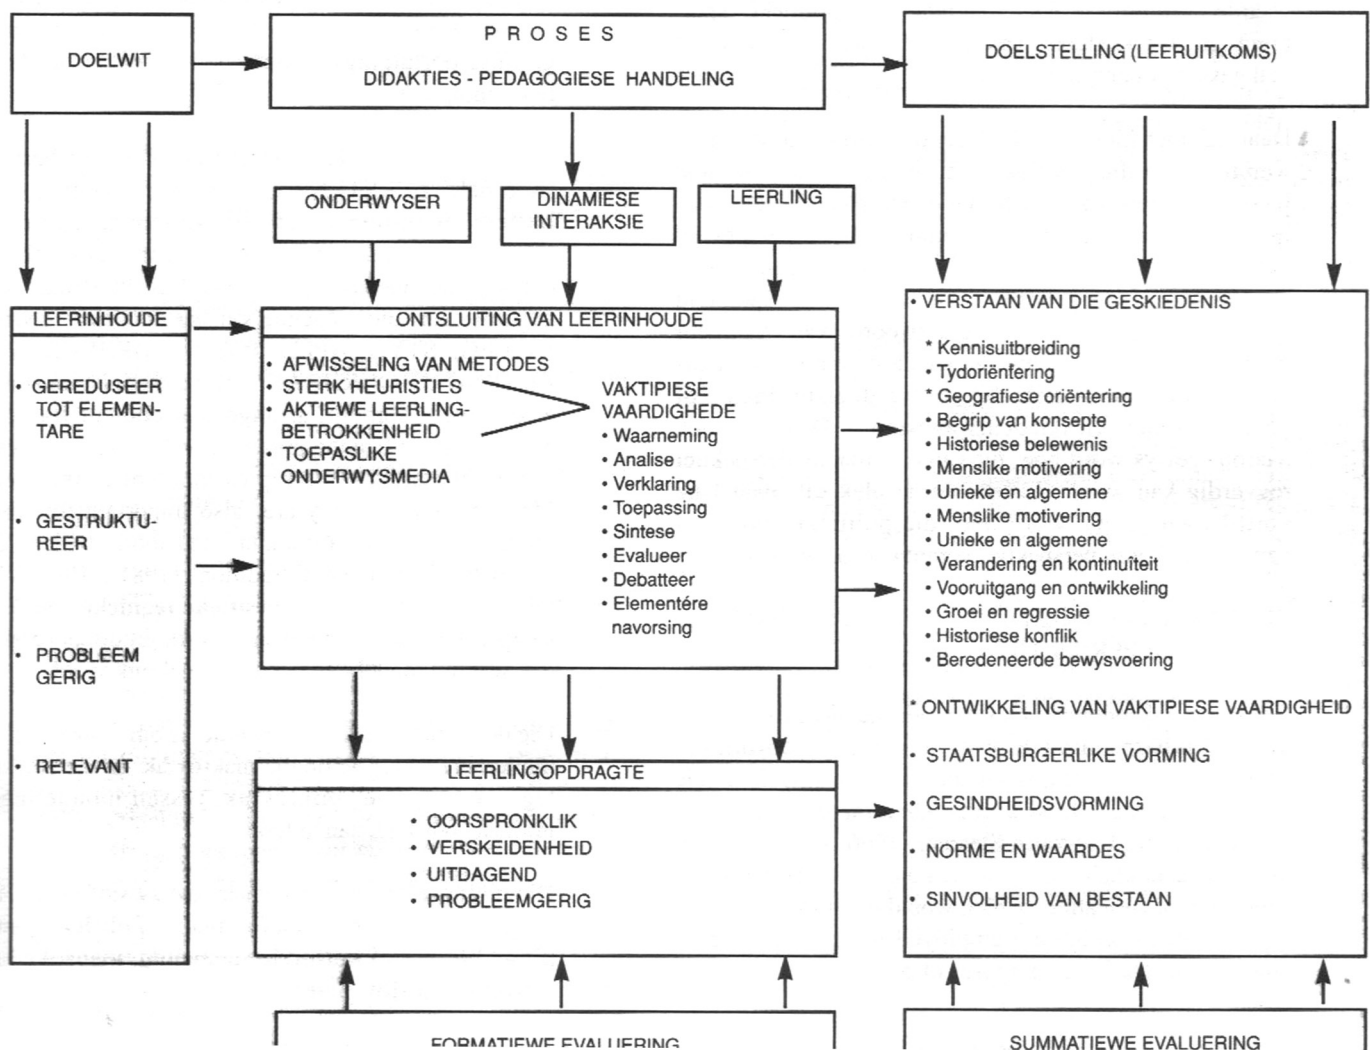 DOELWIT
P R O S E S
DIDAKTIES - PEDAGOGIESE HANDELING
DOELSTELLING (LEERUITKOMS)
ONDERWYSER
DINAMIESE
INTERAKSIE
LEERLING
LEERINHOUDE
• GEREDUSEER
TOT ELEMEN-
TARE
• GESTRUKTU-
REER
• PROBLEEM
GERIG
• RELEVANT
ONTSLUITING VAN LEERINHOUDE
• AFWISSELING VAN METODES
• STERK HEURISTIES
• AKTIEWE LEERLING-
BETROKKENHEID
• TOEPASLIKE
ONDERWYSMEDIA
VAKTIPIESE
VAARDIGHEDE
• Waarneming
• Analise
• Verklaring
• Toepassing
• Sintese
• Evalueer
• Debatteer
• Elementére
navorsing
LEERLINGOPDRAGTE
• OORSPRONKLIK
• VERSKEIDENHEID
• UITDAGEND
• PROBLEEMGERIG
FORMATIEWE EVALUERING
• VERSTAAN VAN DIE GESKIEDENIS
* Kennisuitbreiding
• Tydoriënfering
* Geografiese oriëntering
• Begrip van konsepte
• Historiese belewenis
• Menslike motivering
• Unieke en algemene
• Menslike motivering
• Unieke en algemene
• Verandering en kontinuîteit
• Vooruitgang en ontwikkeling
• Groei en regressie
• Historiese konflik
• Beredeneerde bewysvoering
* ONTWIKKELING VAN VAKTIPIESE VAARDIGHEID
• STAATSBURGERLIKE VORMING
• GESINDHEIDSVORMING
• NORME EN WAARDES
• SINVOLHEID VAN BESTAAN
SUMMATIEWE EVALUERING